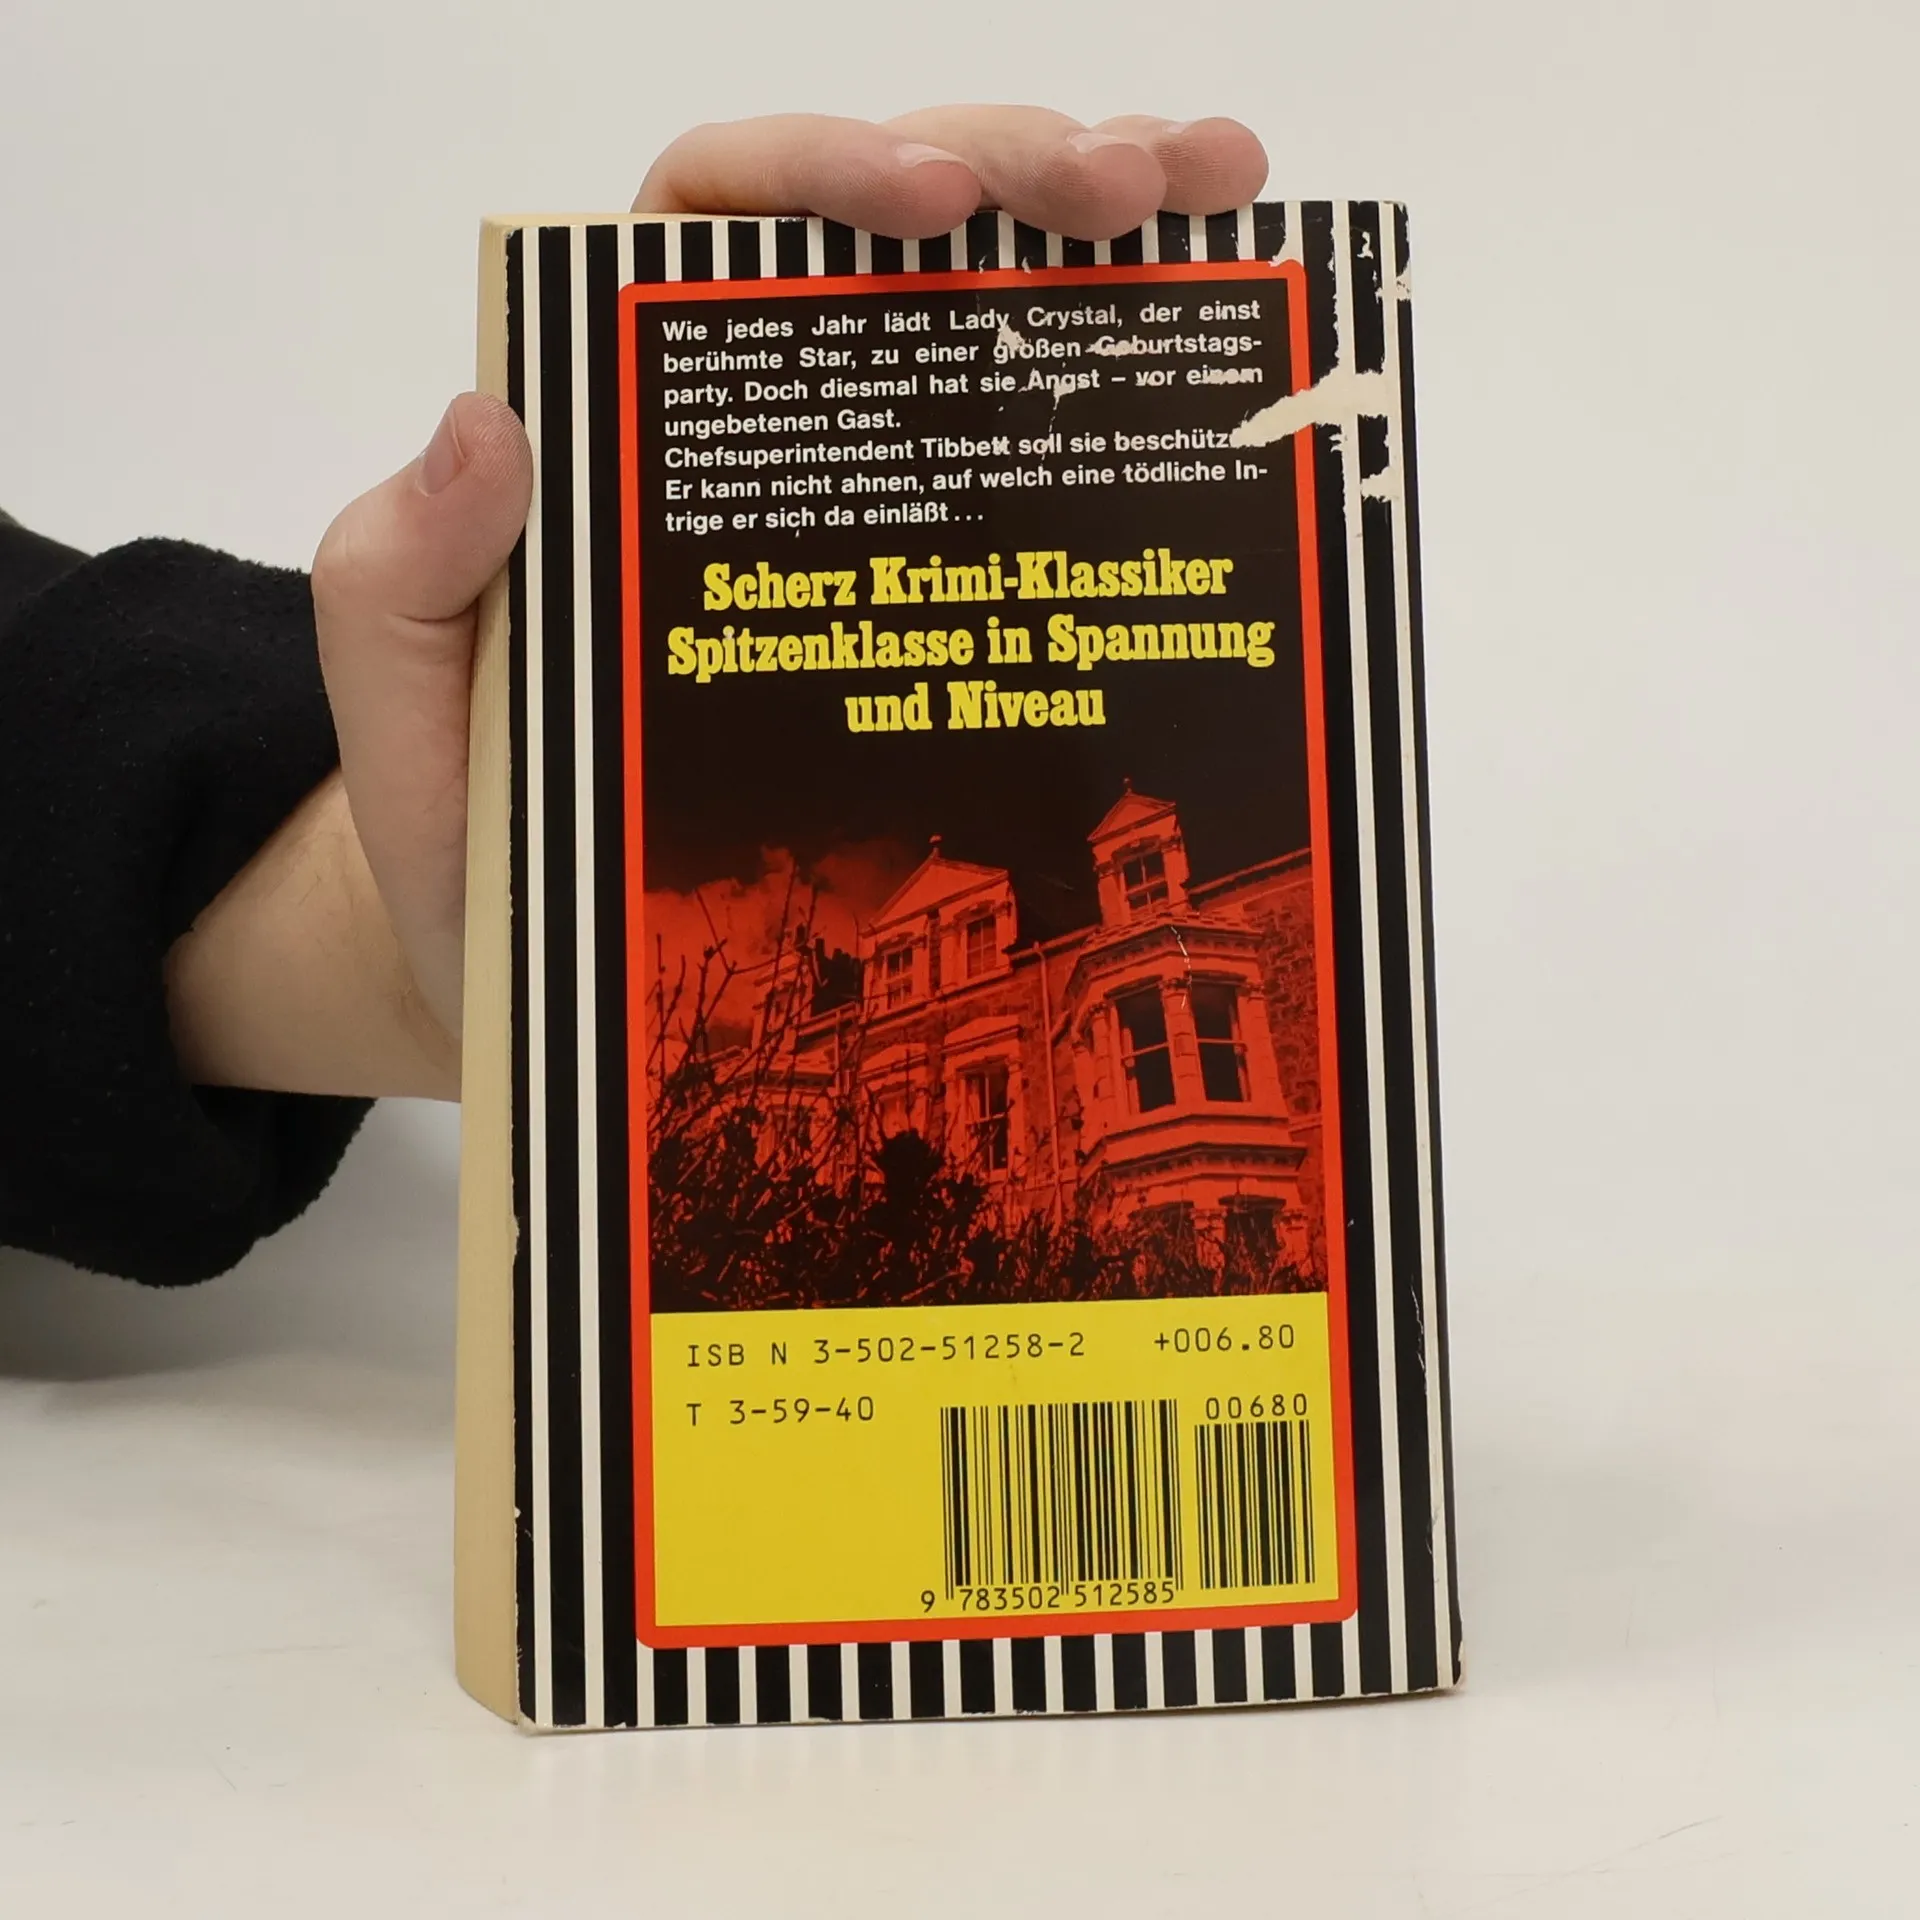 Wie jedes Jahr lädt Lady Crystal, der einst
berühmte Star, zu einer großen Geburtstags-
party. Doch diesmal hat sie Angst – vor einem
ungebetenen Gast.
Chefsuperintendent Tibbett soll sie beschütz
Er kann nicht ahnen, auf welch eine tödliche In-
trige er sich da einläßt...
Scherz Krimi-Klassiker
Spitzenklasse in Spannung
und Niveau
ISB N 3-502-51258-2 +006.80
T 3-59-40
00680
9 783502 512585